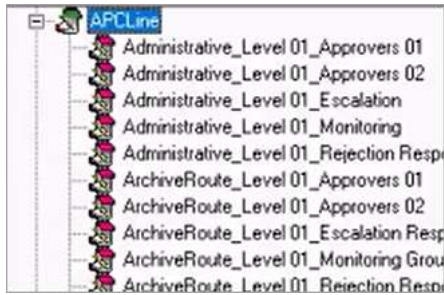 APCLine
Administrative_Level 01_Approvers 01
Administrative_Level 01_Approvers 02
Administrative_Level 01_Escalation
Administrative_Level 01_Monitoring
Administrative_Level 01_Rejection Resp
ArchiveRoute_Level 01_Approvers 01
ArchiveRoute_Level 01_Approvers 02
ArchiveRoute_Level 01_Escalation Resp
ArchiveRoute_Level 01_Monitoring Grou
ArchiveRoute_Level 01_Rejection Resp